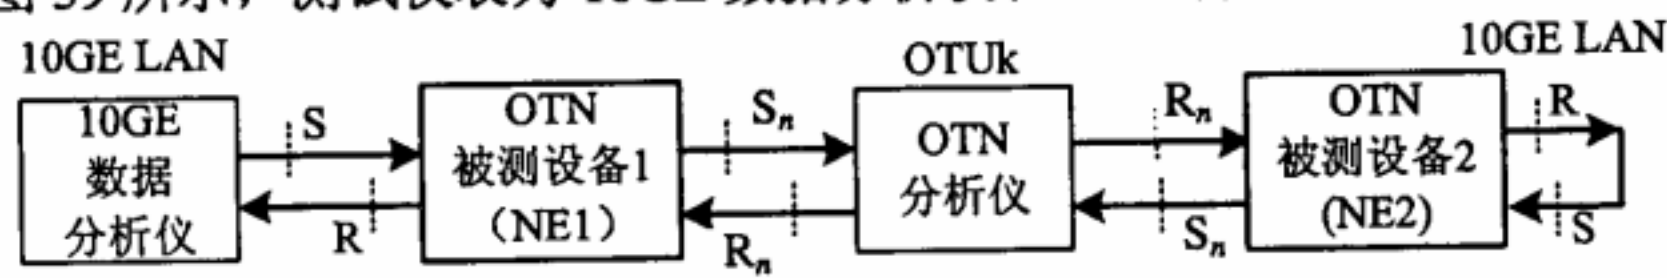 10GE LAN
OTUk
10GE LAN
10GE
数据
分析仪
S
R
OTN
被测设备1
（NE1）
Sn
Rn
OTN
分析仪
Rn
Sn
OTN
被测设备2
(NE2)
R
S